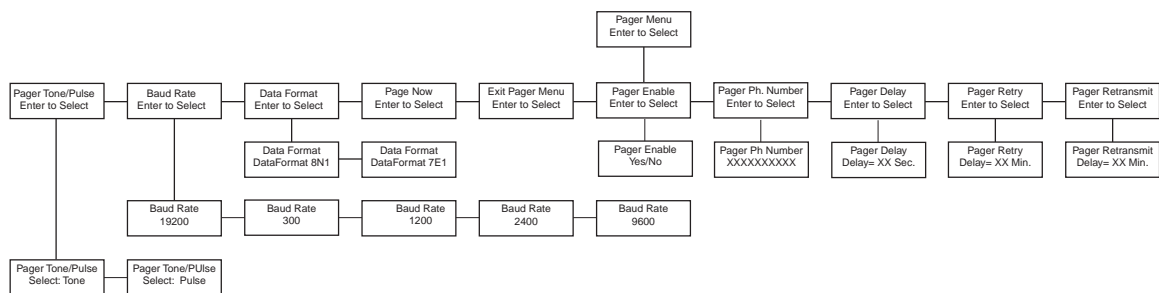 Pager Menu
Enter to Select
Pager Tone/Pulse
Enter to Select
Baud Rate
Enter to Select
Data Format
Enter to Select
Page Now
Enter to Select
Exit Pager Menu
Enter to Select
Pager Enable
Enter to Select
Pager Ph. Number
Enter to Select
Pager Delay
Enter to Select
Pager Retry
Enter to Select
Pager Retransmit
Enter to Select
Data Format
DataFormat 8N1
Data Format
DataFormat 7E1
Pager Enable
Yes/No
Pager Ph Number
XXXXXXXXXX
Pager Delay
Delay= XX Sec.
Pager Retry
Delay= XX Min.
Pager Retransmit
Delay= XX Min.
Baud Rate
19200
Baud Rate
300
Baud Rate
1200
Baud Rate
2400
Baud Rate
9600
Pager Tone/Pulse
Select: Tone
Pager Tone/PUlse
Select: Pulse